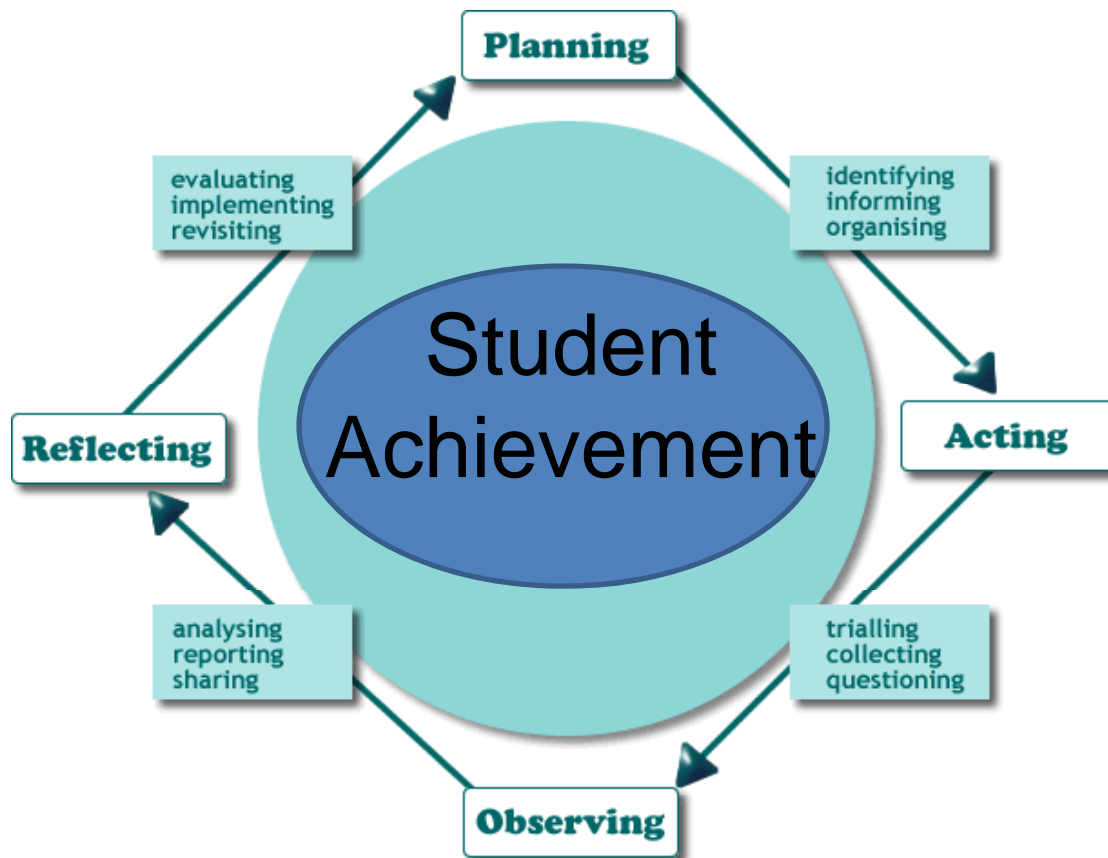 Planning
evaluating
implementing
revisiting
identifying
informing
organising
Student
Achievement
Reflecting
Acting
analysing
reporting
sharing
trialling
collecting
questioning
Observing